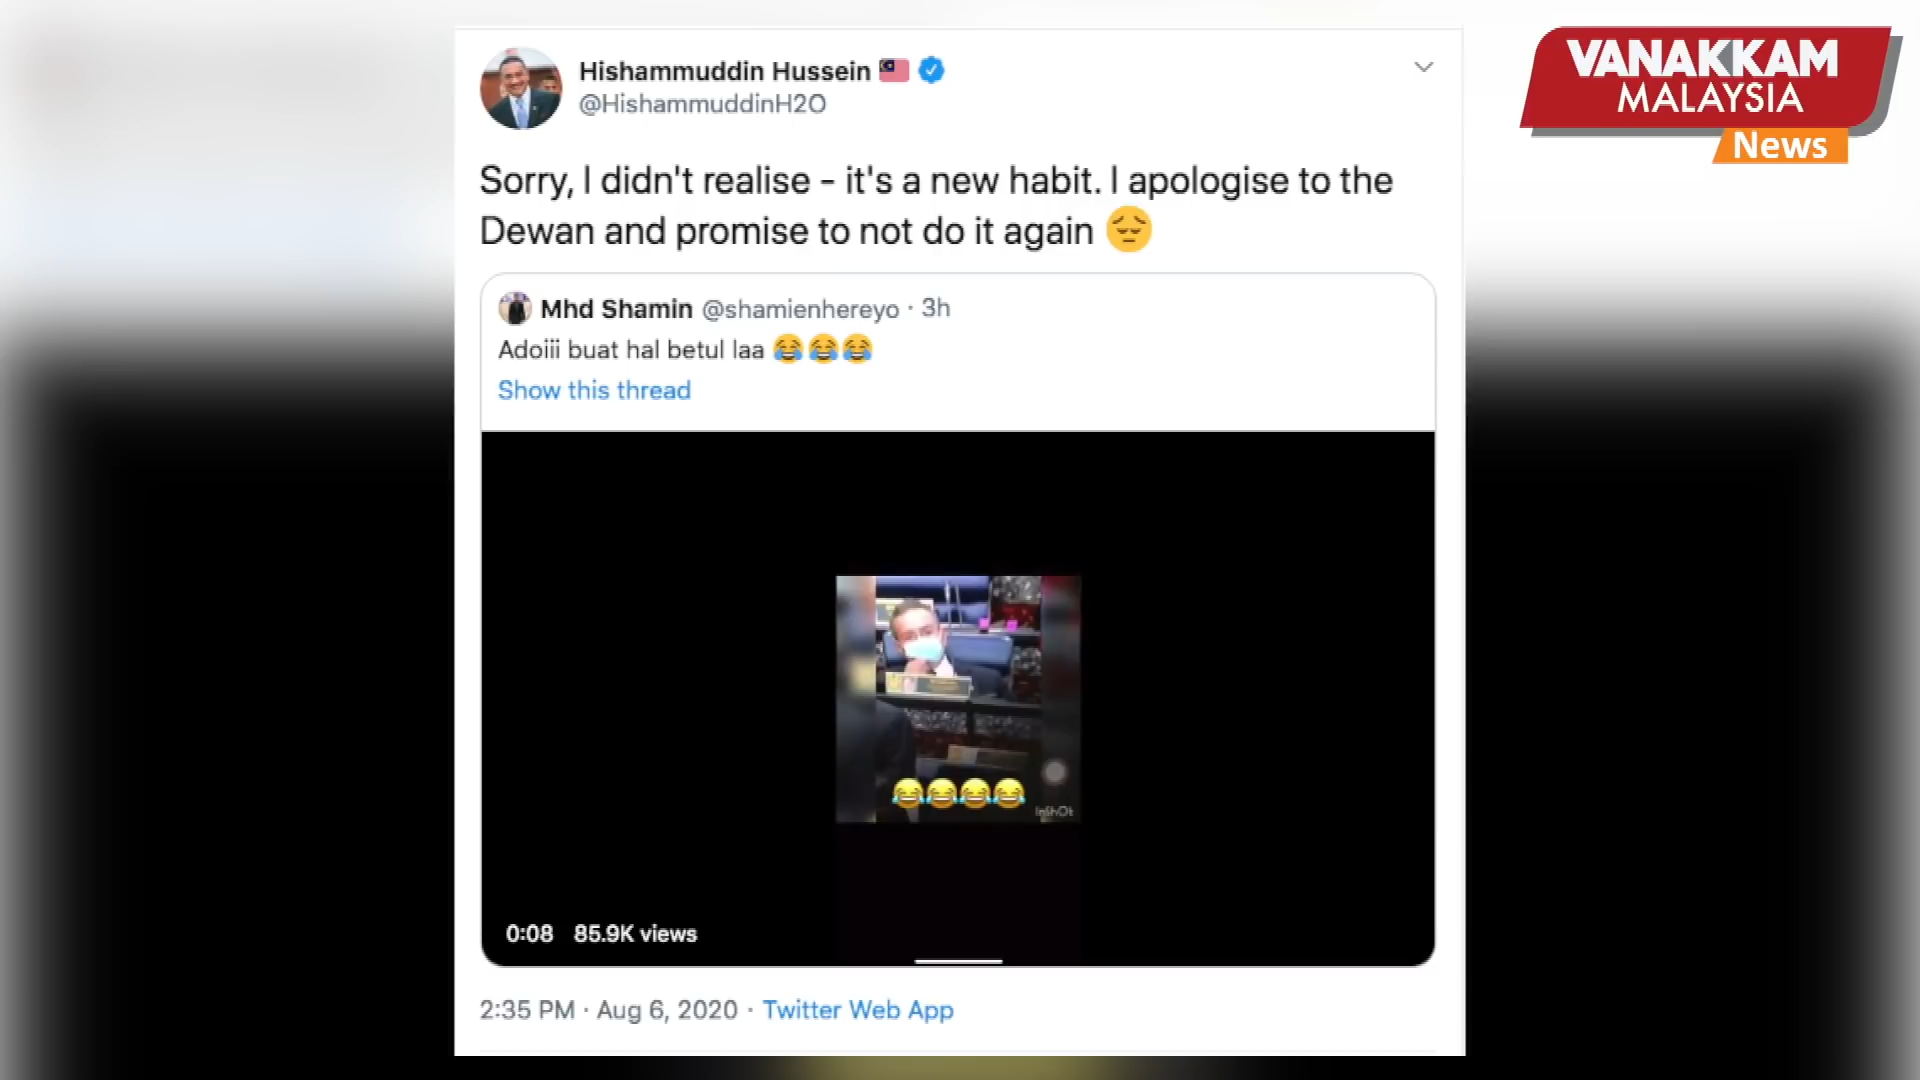 VANAKKAM
MALAYSIA
News
Hishammuddin Hussein 🇲🇾
@HishammuddinH2O
Sorry, I didn't realise - it's a new habit. I apologise to the
Dewan and promise to not do it again 😔
Mhd Shamin @shamienhereyo · 3h
Adoiii buat hal betul laa 😂😂😂
Show this thread
😂😂😂😂
InShOt
0:08 85.9K views
2:35 PM · Aug 6, 2020 · Twitter Web App